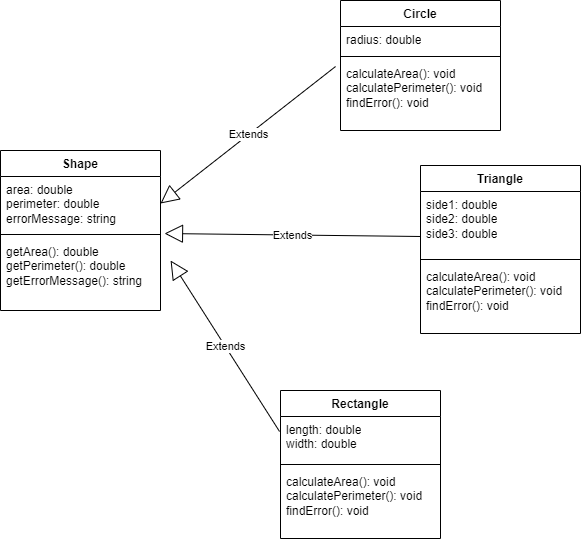 Circle
radius: double
calculateArea(): void
calculatePerimeter(): void
findError(): void
Extends
Shape
area: double
perimeter: double
errorMessage: string
getArea(): double
getPerimeter(): double
getErrorMessage(): string
Triangle
side1: double
side2: double
side3: double
calculateArea(): void
calculatePerimeter(): void
findError(): void
Extends
Extends
Rectangle
length: double
width: double
calculateArea(): void
calculatePerimeter(): void
findError(): void